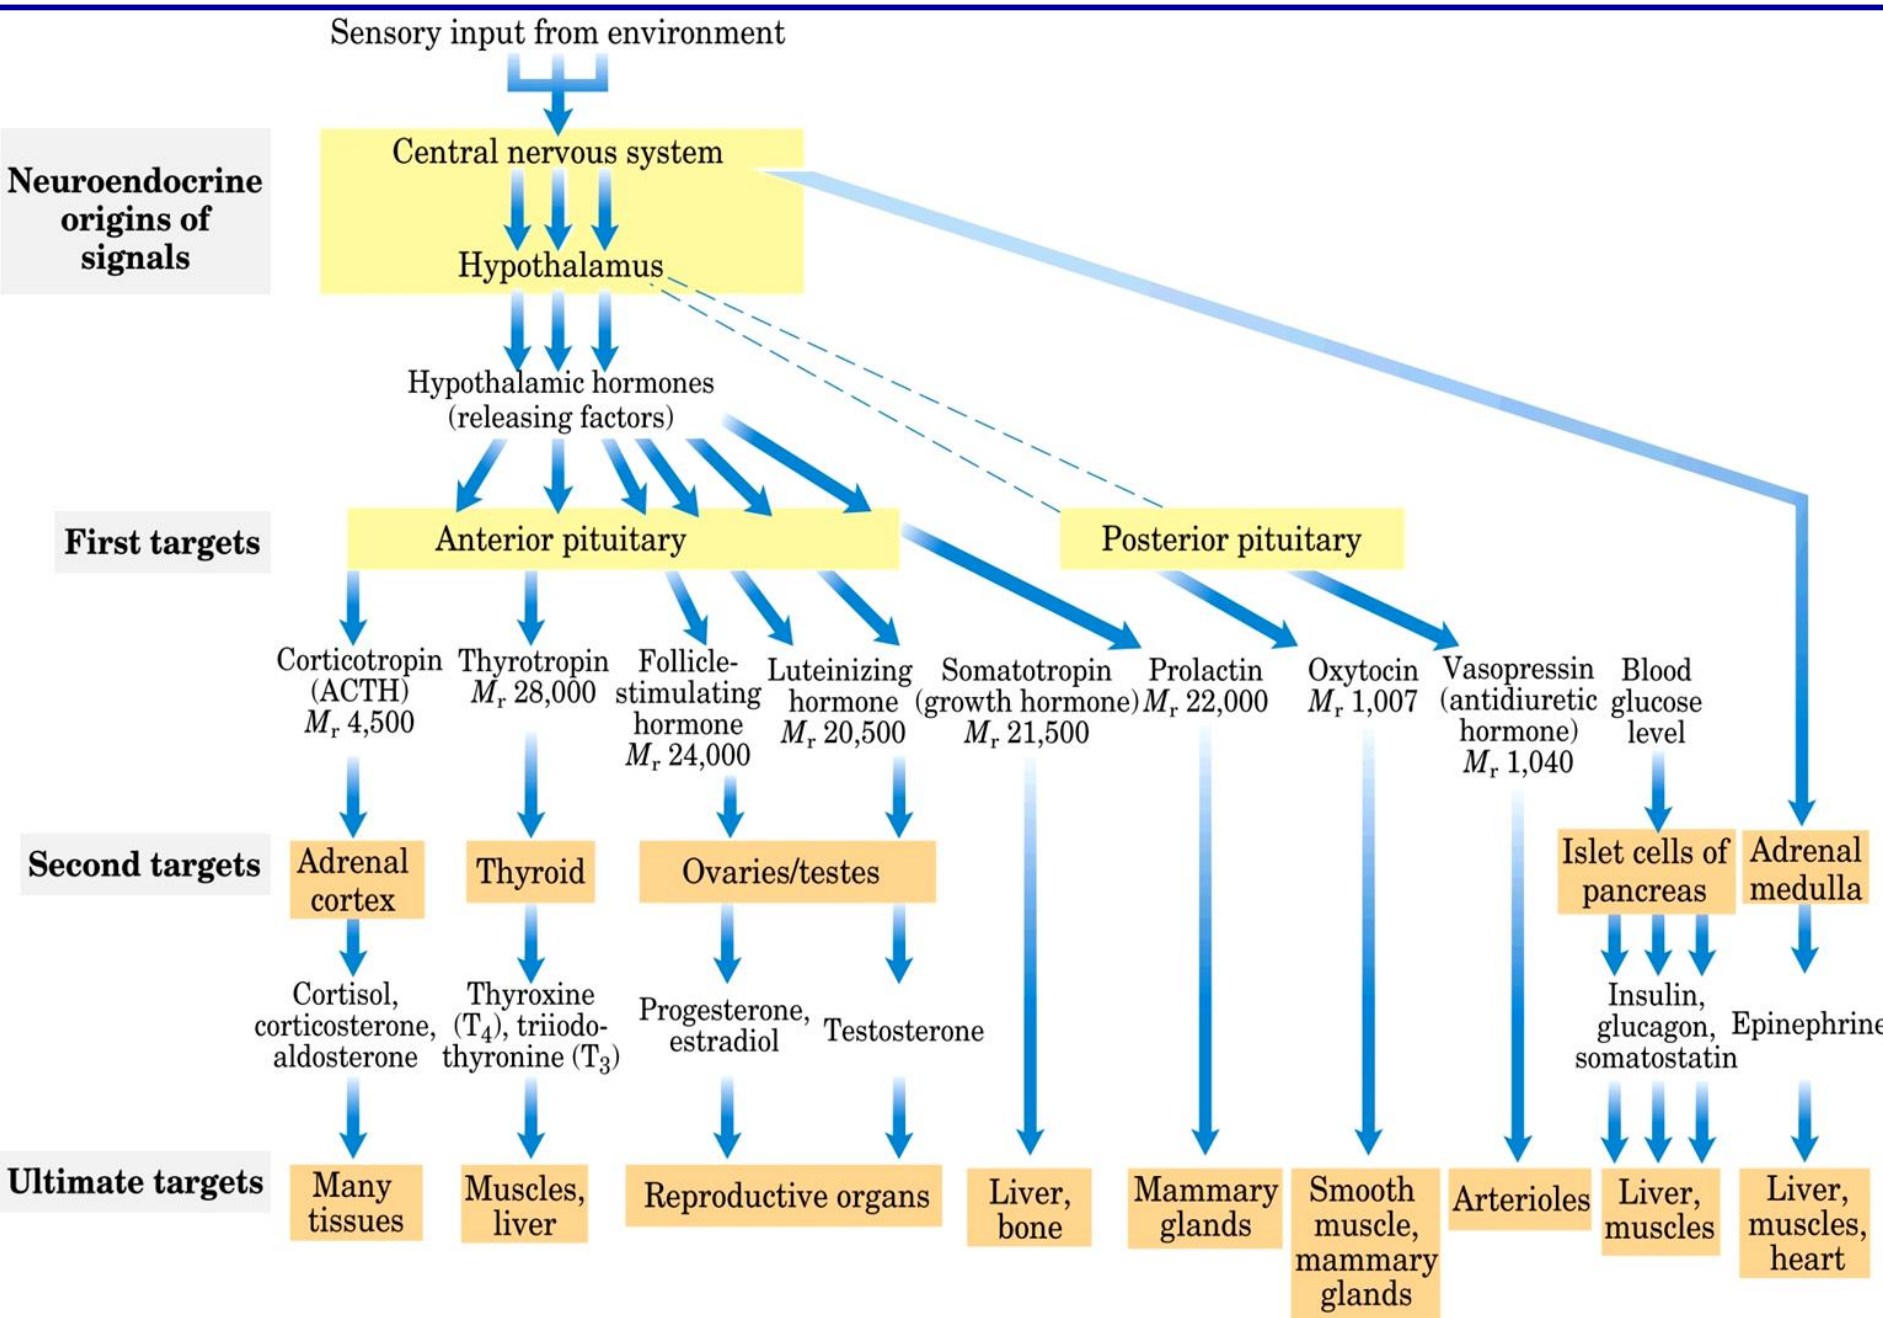 Sensory input from environment
Central nervous system
Neuroendocrine
origins of
signals
Hypothalamus
Hypothalamic hormones
(releasing factors)
First targets
Anterior pituitary
Posterior pituitary
Corticotropin
(ACTH)
Mr 4,500
Thyrotropin
Mr 28,000
Follicle-
stimulating
hormone
Mr 24,000
Luteinizing
hormone
Mr 20,500
Somatotropin
(growth hormone)
Mr 21,500
Prolactin
Mr 22,000
Oxytocin
Mr 1,007
Vasopressin
(antidiuretic
hormone)
Mr 1,040
Blood
glucose
level
Second targets
Adrenal
cortex
Thyroid
Ovaries/testes
Islet cells of
pancreas
Adrenal
medulla
Cortisol,
corticosterone,
aldosterone
Thyroxine
(T4), triiodo-
thyronine (T3)
Progesterone,
estradiol
Testosterone
Insulin,
glucagon,
somatostatin
Epinephrine
Ultimate targets
Many
tissues
Muscles,
liver
Reproductive organs
Liver,
bone
Mammary
glands
Smooth
muscle,
mammary
glands
Arterioles
Liver,
muscles
Liver,
muscles,
heart